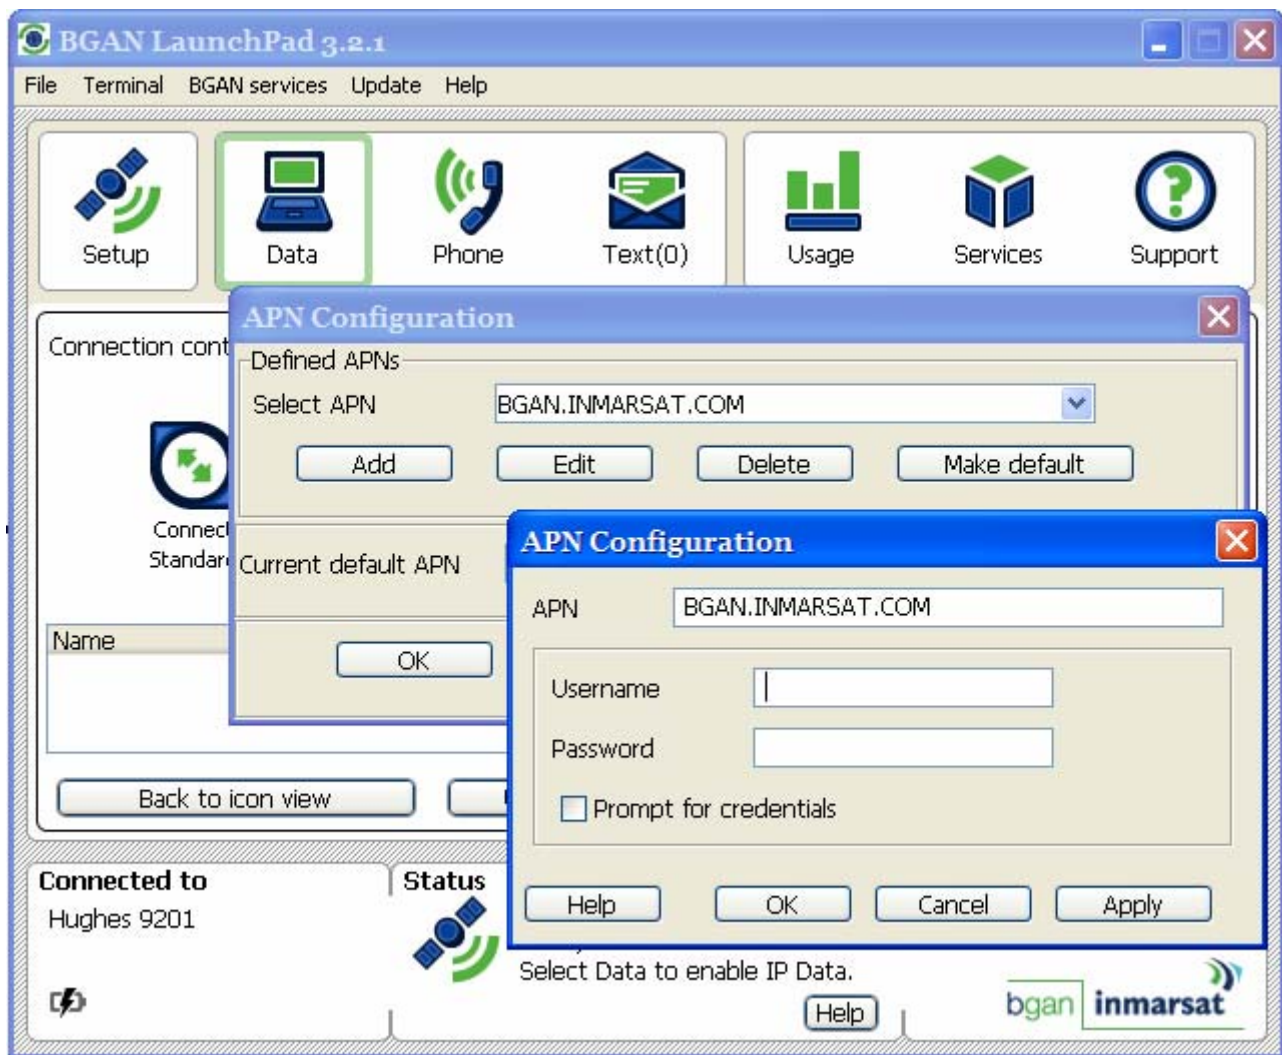 BGAN LaunchPad 3.2.1
File Terminal BGAN services Update Help
Setup Data Phone Text(0) Usage Services Support
APN Configuration
Connection cont
Defined APNs
Select APN BGAN.INMARSAT.COM
Add Edit Delete Make default
Connect
Standar
Current default APN
APN Configuration
APN BGAN.INMARSAT.COM
Name
OK
Username
Password
Prompt for credentials
Back to icon view
Help OK Cancel Apply
Connected to
Hughes 9201
Status
Select Data to enable IP Data.
Help
bgan inmarsat